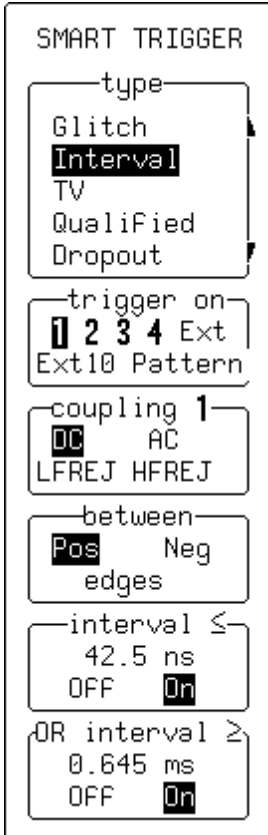 SMART TRIGGER
type
Glitch
Interval
TV
Qualified
Dropout
trigger on
1 2 3 4 Ext
Ext10 Pattern
coupling 1
DC AC
LFREJ HFREJ
between
Pos Neg
edges
interval ≤
42.5 ns
OFF On
OR interval ≥
0.645 ms
OFF On